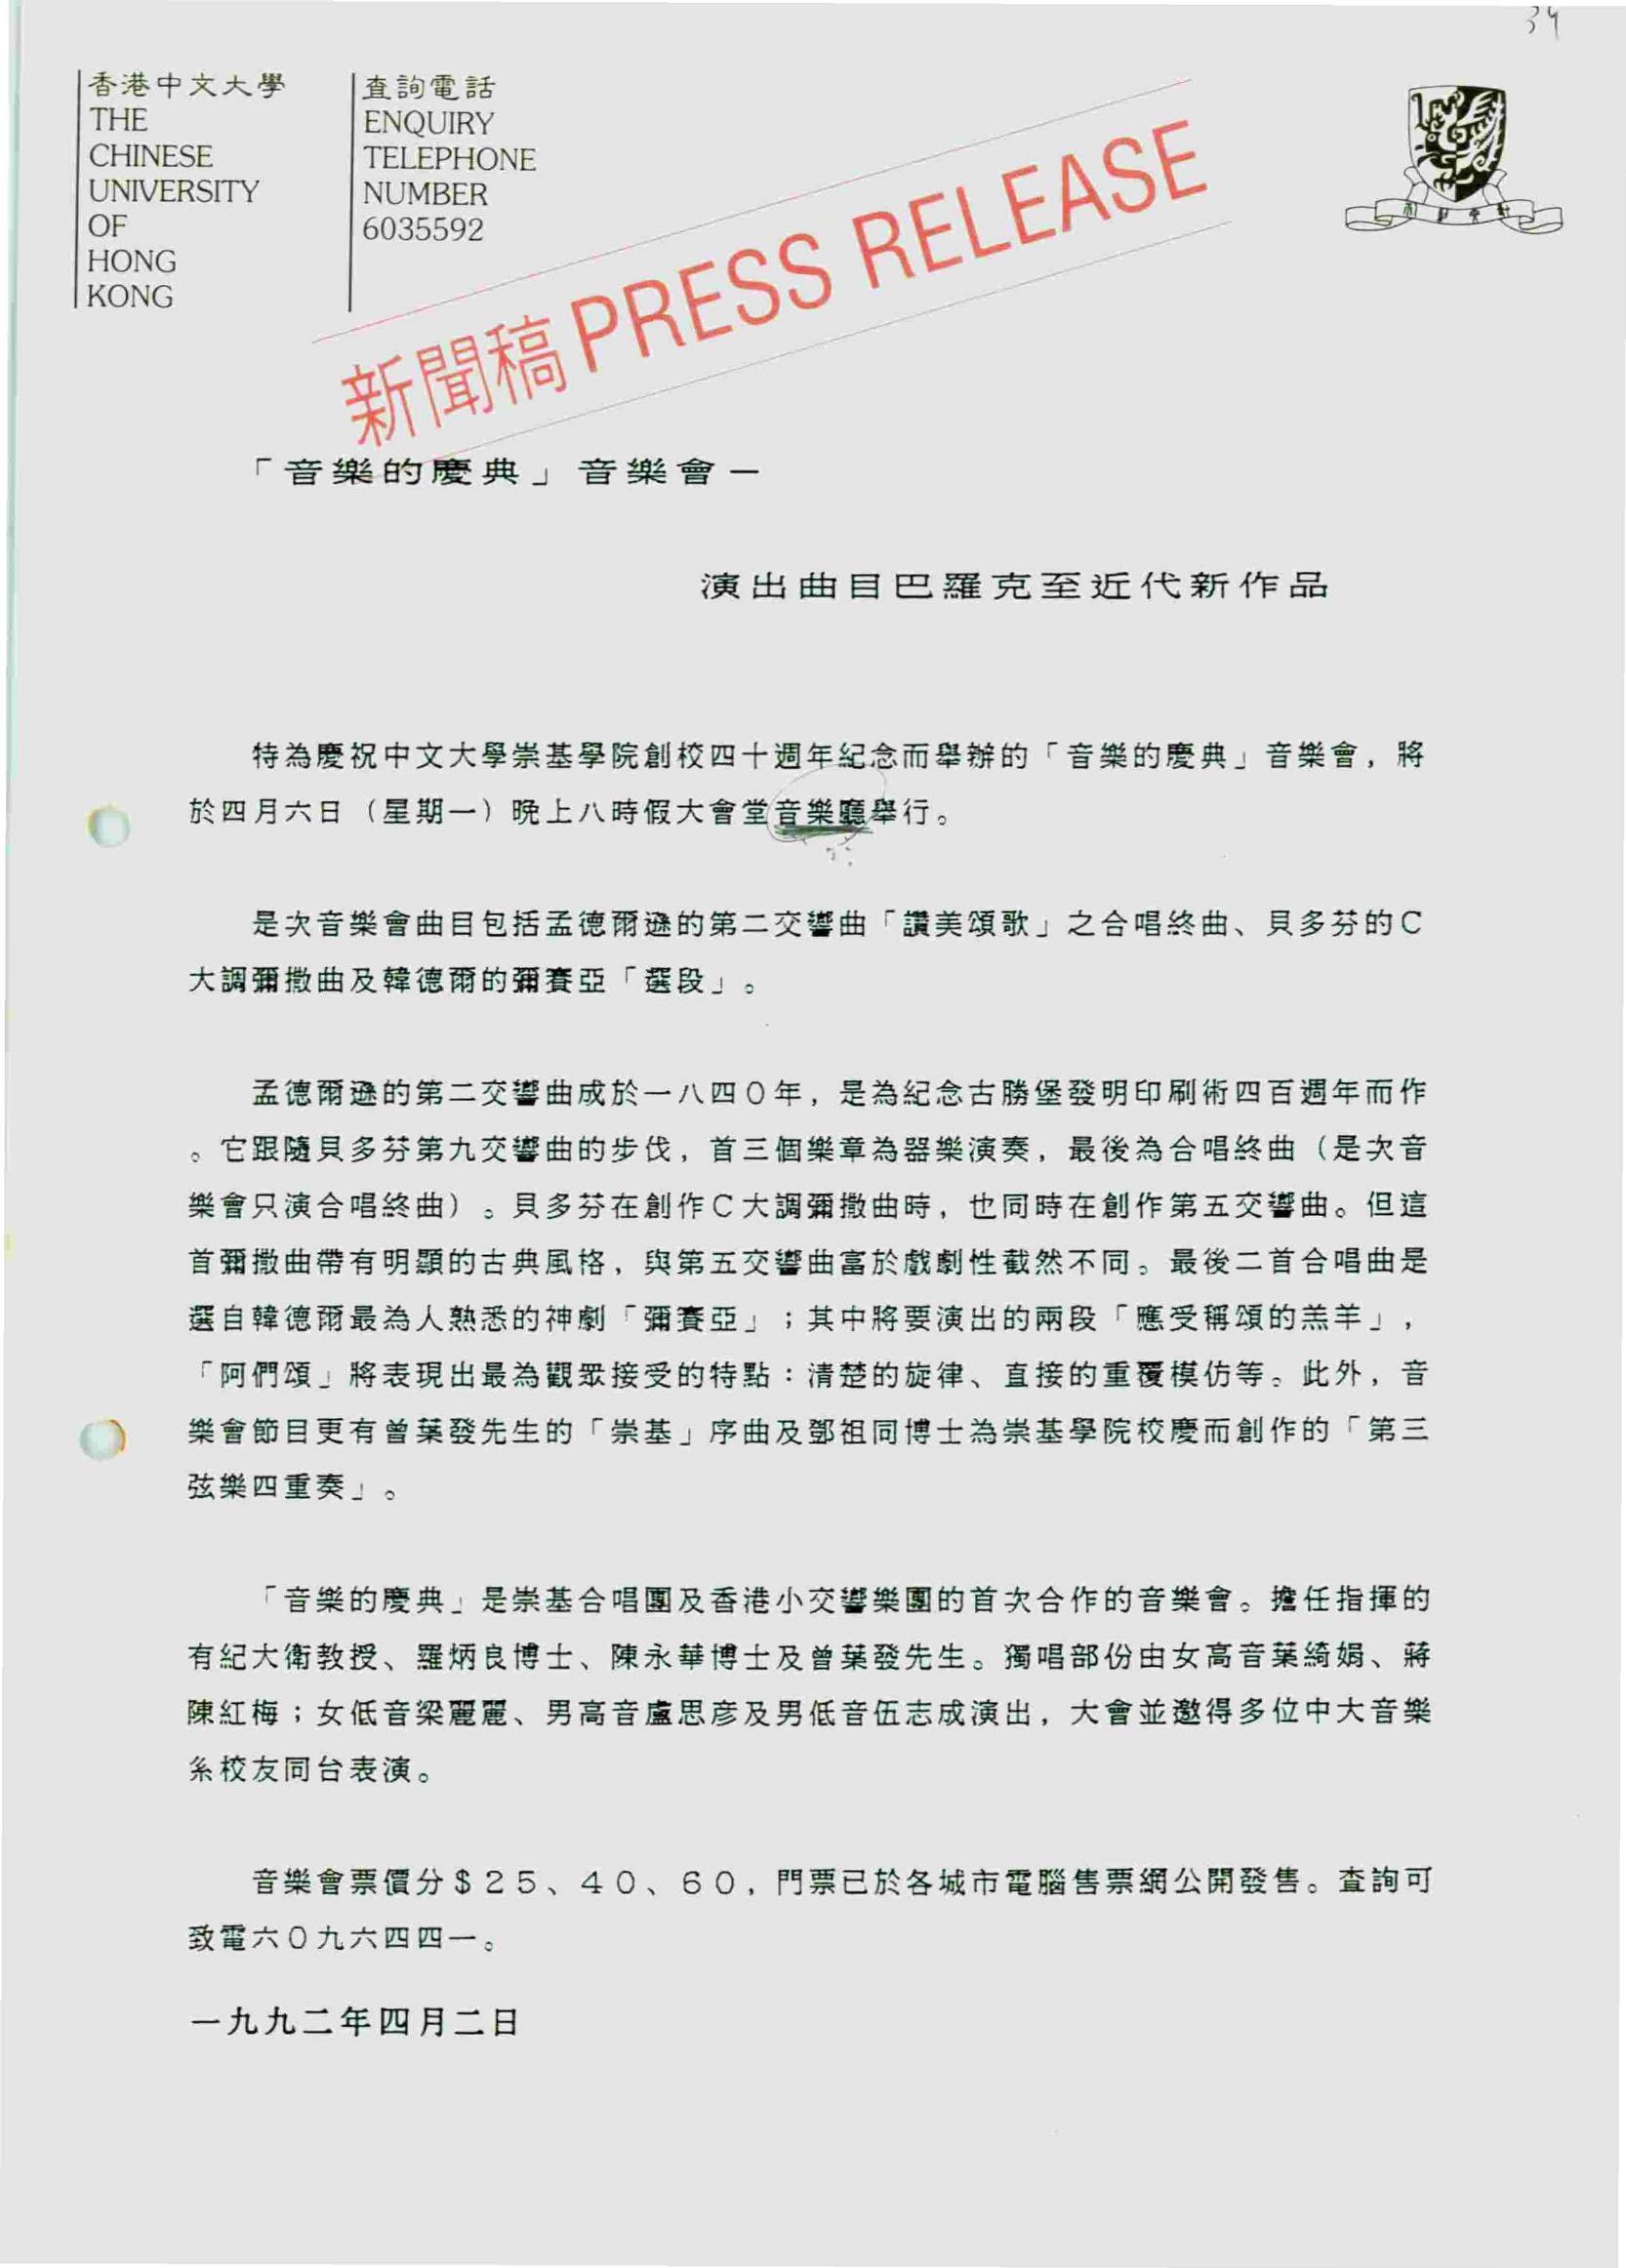 34
香港中文大學
THE
CHINESE
UNIVERSITY
OF
HONG
KONG
查詢電話
ENQUIRY
TELEPHONE
NUMBER
6035592
新聞稿 PRESS RELEASE
「音樂的慶典」音樂會－
演出曲目巴羅克至近代新作品
特為慶祝中文大學崇基學院創校四十週年紀念而舉辦的「音樂的慶典」音樂會，將
於四月六日（星期一）晚上八時假大會堂音樂廳舉行。
是次音樂會曲目包括孟德爾遜的第二交響曲「讚美頌歌」之合唱終曲、貝多芬的C
大調彌撒曲及韓德爾的彌賽亞「選段」。
孟德爾遜的第二交響曲成於一八四０年，是為紀念古勝堡發明印刷術四百週年而作
。它跟隨貝多芬第九交響曲的步伐，首三個樂章為器樂演奏，最後為合唱終曲（是次音
樂會只演合唱終曲）。貝多芬在創作C大調彌撒曲時，也同時在創作第五交響曲。但這
首彌撒曲帶有明顯的古典風格，與第五交響曲富於戲劇性截然不同。最後二首合唱曲是
選自韓德爾最為人熟悉的神劇「彌賽亞」；其中將要演出的兩段「應受稱頌的羔羊」，
「阿們頌」將表現出最為觀眾接受的特點：清楚的旋律、直接的重覆模仿等。此外，音
樂會節目更有曾葉發先生的「崇基」序曲及鄧祖同博士為崇基學院校慶而創作的「第三
弦樂四重奏」。
「音樂的慶典」是崇基合唱團及香港小交響樂團的首次合作的音樂會。擔任指揮的
有紀大衛教授、羅炳良博士、陳永華博士及曾葉發先生。獨唱部份由女高音葉綺娟、蔣
陳紅梅；女低音梁麗麗、男高音盧思彦及男低音伍志成演出，大會並邀得多位中大音樂
系校友同台表演。
音樂會票價分＄２５、４０、６０，門票已於各城市電腦售票網公開發售。查詢可
致電六０九六四四一。
一九九二年四月二日